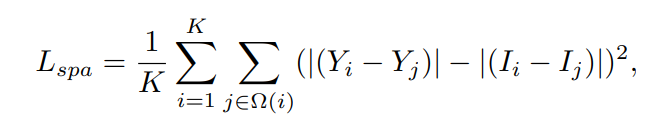 $$L_{spa} = \frac{1}{K} \sum_{i=1}^{K} \sum_{j \in \Omega(i)} (|(Y_i - Y_j)| - |(I_i - I_j)|)^2,$$